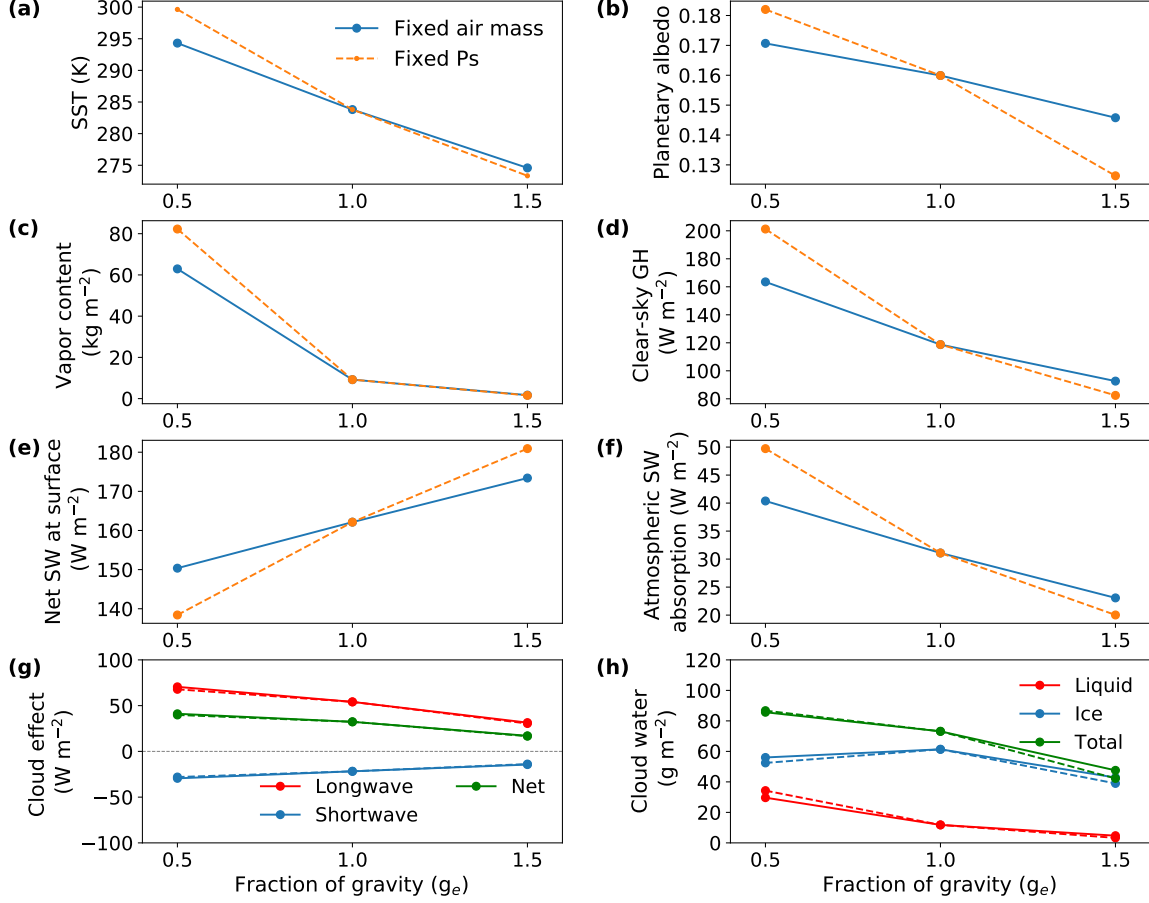 (a)
SST (K)
300
295
290
285
280
275
0.5
1.0
1.5
Fixed air mass
Fixed Ps
(b)
Planetary albedo
0.18
0.17
0.16
0.15
0.14
0.13
0.5
1.0
1.5
(c)
Vapor content
(kg m−2)
80
60
40
20
0
0.5
1.0
1.5
(d)
Clear-sky GH
(W m−2)
200
180
160
140
120
100
80
0.5
1.0
1.5
(e)
Net SW at surface
(W m−2)
180
170
160
150
140
0.5
1.0
1.5
(f)
Atmospheric SW
absorption (W m−2)
50
45
40
35
30
25
20
0.5
1.0
1.5
(g)
Cloud effect
(W m−2)
100
50
0
−50
−100
Longwave
Shortwave
Net
0.5
1.0
1.5
Fraction of gravity (ge)
(h)
Cloud water
(g m−2)
120
100
80
60
40
20
0
Liquid
Ice
Total
0.5
1.0
1.5
Fraction of gravity (ge)